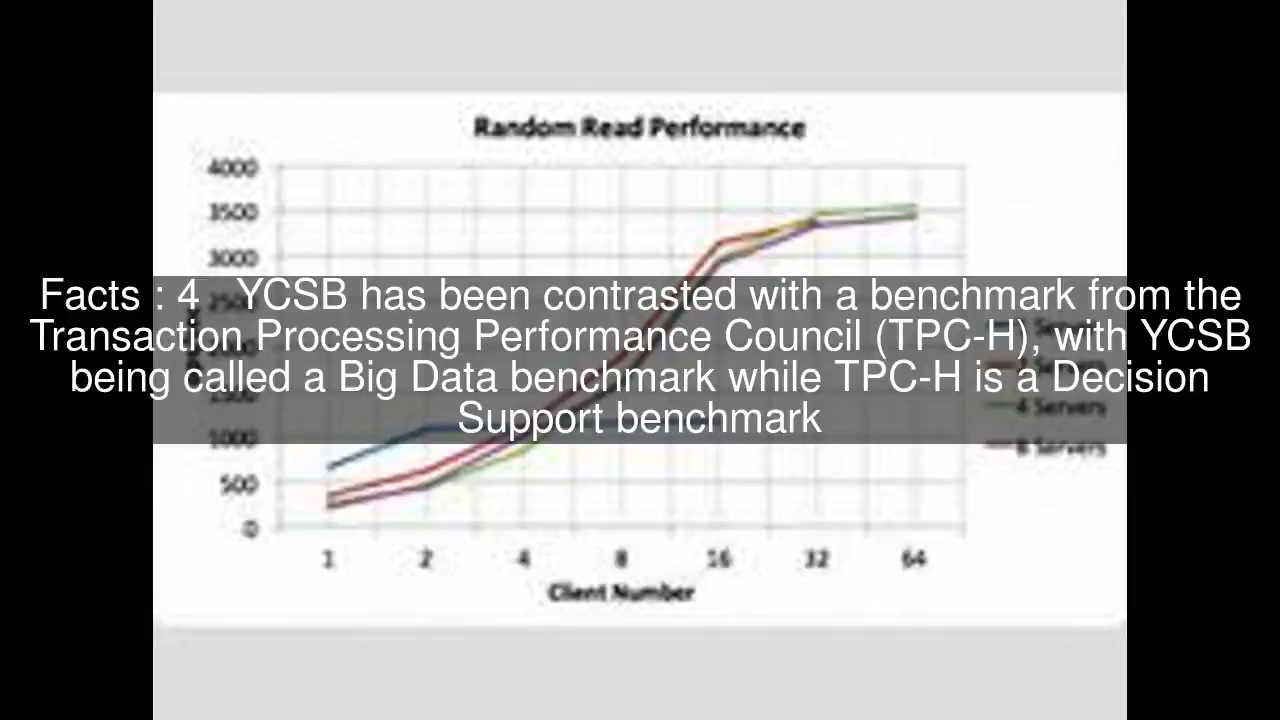 Random Read Performance
4000
3500
3000
2500
Facts : 4 YCSB has been contrasted with a benchmark from the
Transaction Processing Performance Council (TPC-H), with YCSB
being called a Big Data benchmark while TPC-H is a Decision
Support benchmark
4 Servers
8 Servers
1000
500
0
1 2 4 8 16 32 64
Client Number